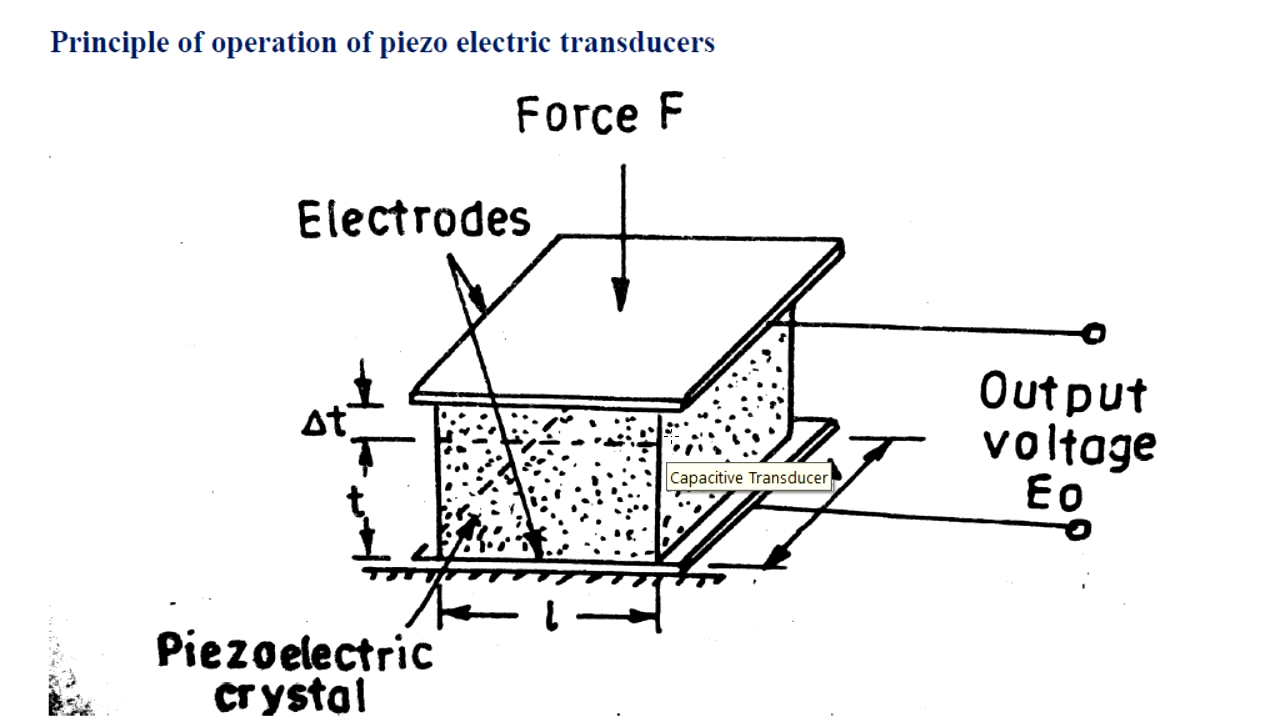 Principle of operation of piezo electric transducers
Force F
Electrodes
Δt
t
Output
voltage
Eo
Capacitive Transducer
l
Piezoelectric
crystal